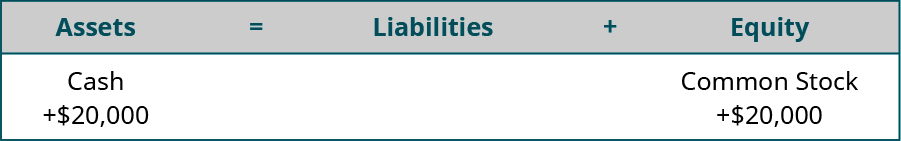 Assets = Liabilities + Equity
Cash Common Stock
+$20,000 +$20,000